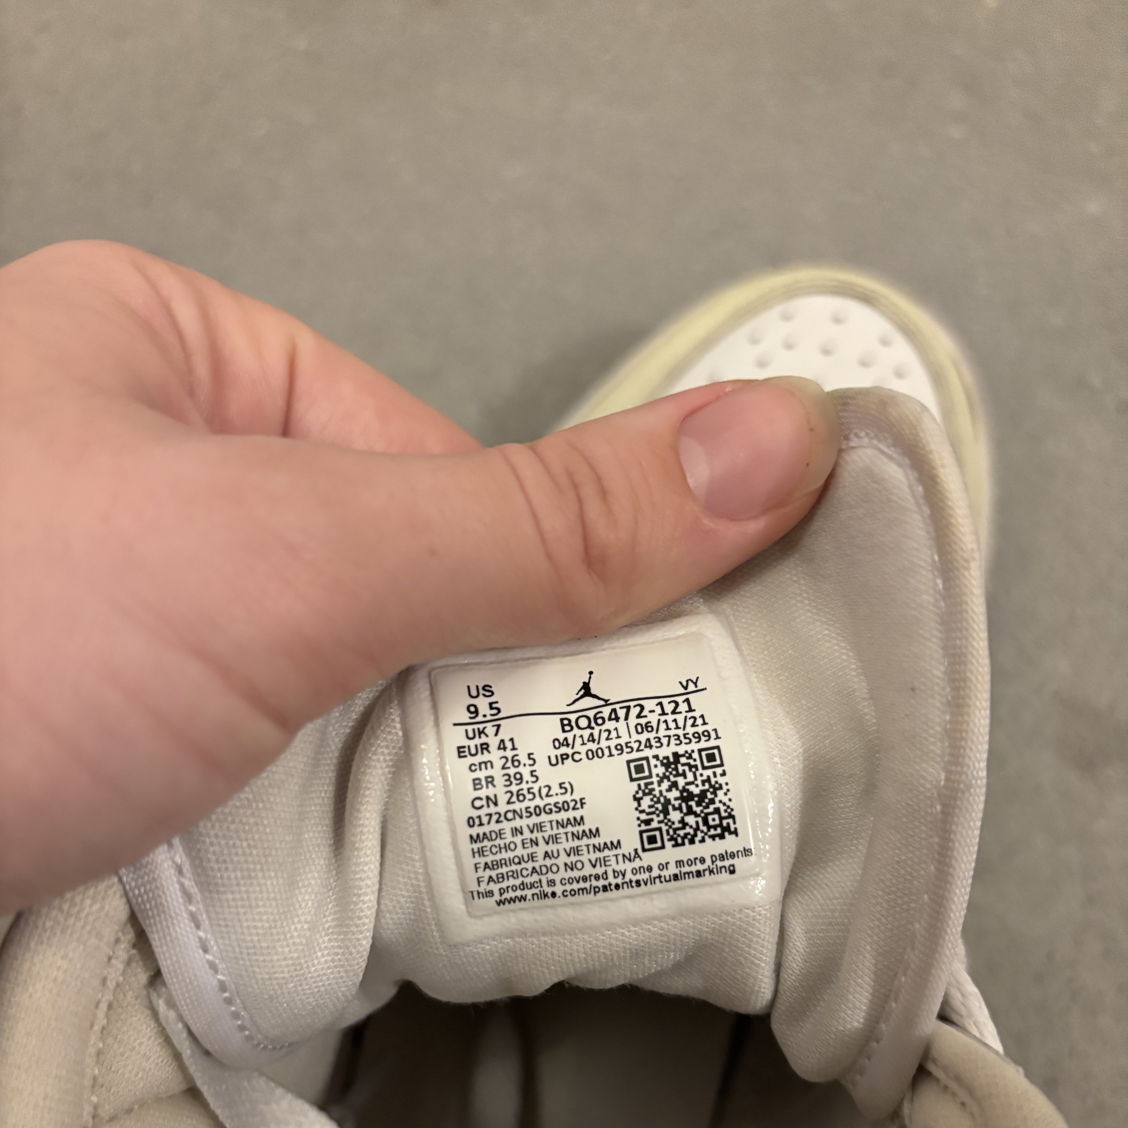 US VY
9.5
UK 7 BQ6472-121
EUR 41 04/14/21 | 06/11/21
cm 26.5 UPC 00195243735991
BR 39.5
CN 265(2.5)
0172CN50GS02F
MADE IN VIETNAM
HECHO EN VIETNAM
FABRIQUE AU VIETNAM
FABRICADO NO VIETNÃ
This product is covered by one or more patents
www.nike.com/patentsvirtualmarking